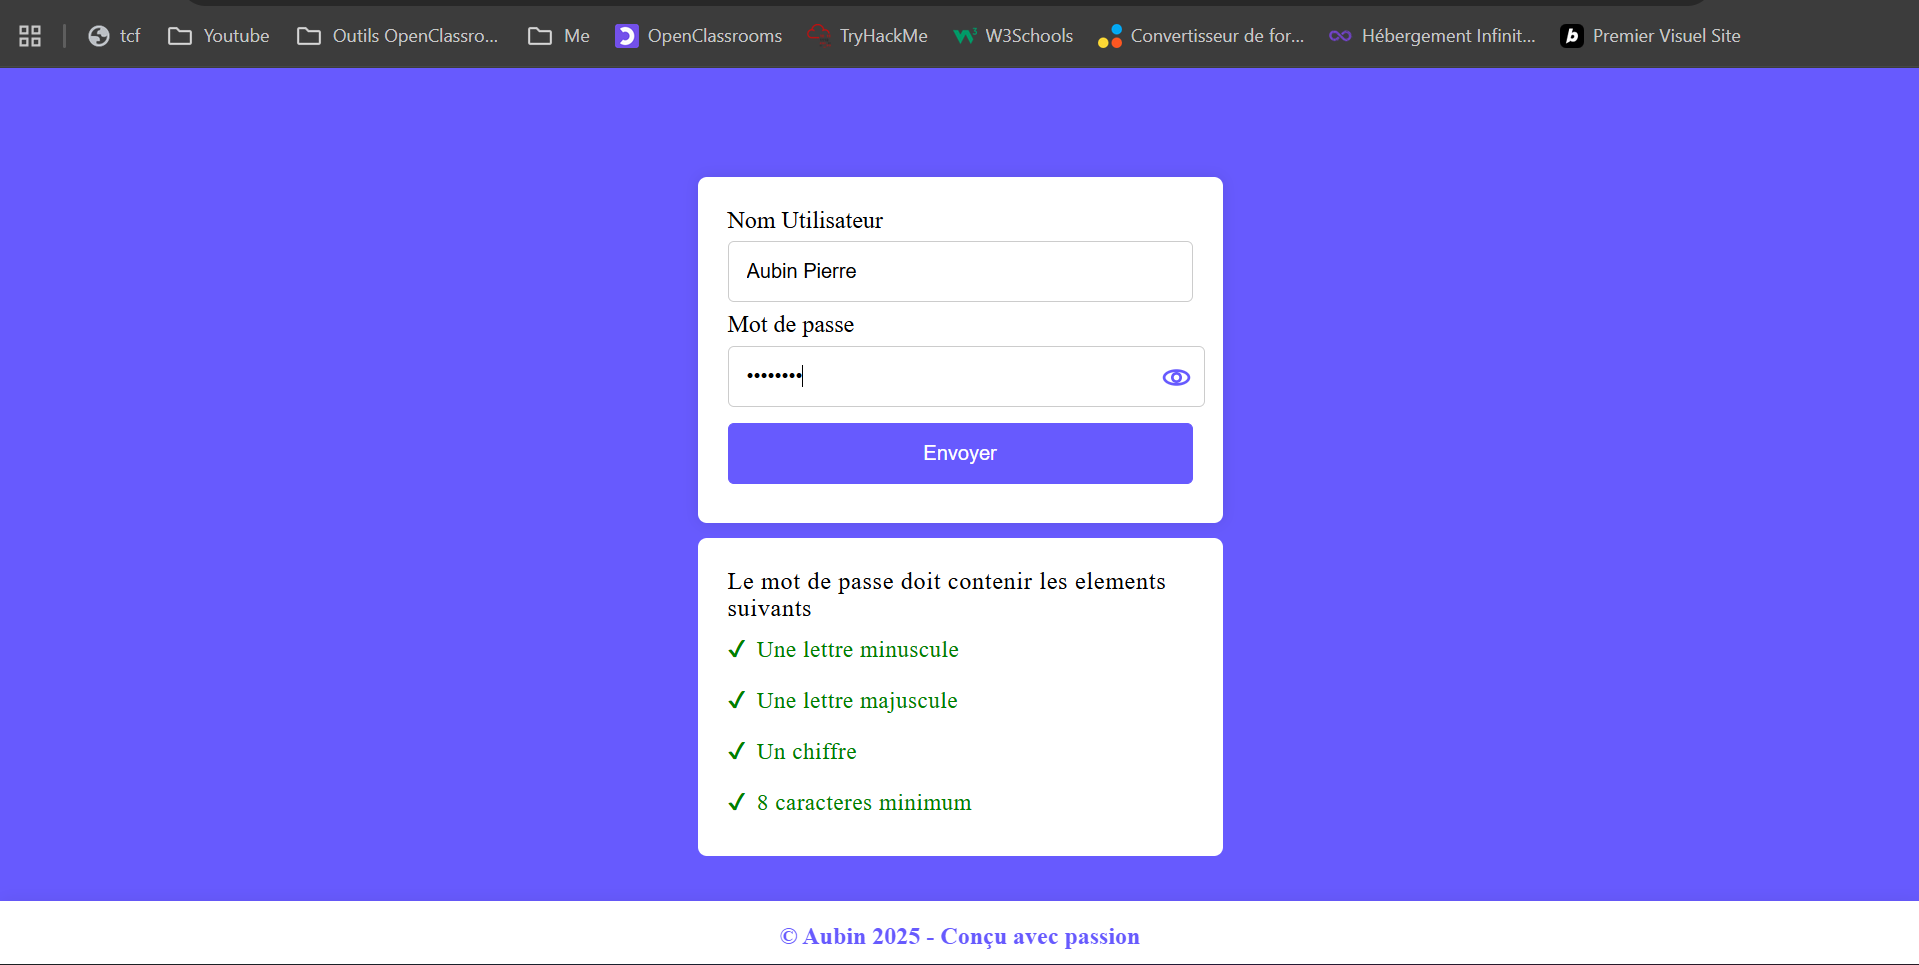 tcf Youtube Outils OpenClassro... Me OpenClassrooms TryHackMe W3Schools Convertisseur de for... Hébergement Infinit... Premier Visuel Site
Nom Utilisateur
Aubin Pierre
Mot de passe
••••••••
Envoyer
Le mot de passe doit contenir les elements
suivants
✓ Une lettre minuscule
✓ Une lettre majuscule
✓ Un chiffre
✓ 8 caracteres minimum
© Aubin 2025 - Conçu avec passion